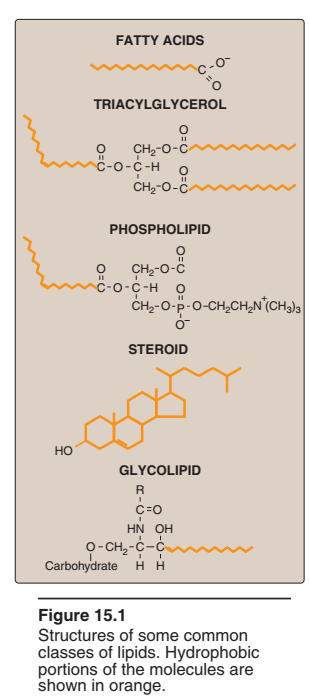 FATTY ACIDS
C O⁻
O
TRIACYLGLYCEROL
O
O CH₂-O-C
C-O-C-H O
CH₂-O-C
PHOSPHOLIPID
O
O CH₂-O-C
C-O-C-H O
CH₂-O-P-O-CH₂CH₂N⁺(CH₃)₃
O⁻
STEROID
HO
GLYCOLIPID
R
C=O
HN OH
O-CH₂-C-C
Carbohydrate H H
Figure 15.1
Structures of some common
classes of lipids. Hydrophobic
portions of the molecules are
shown in orange.